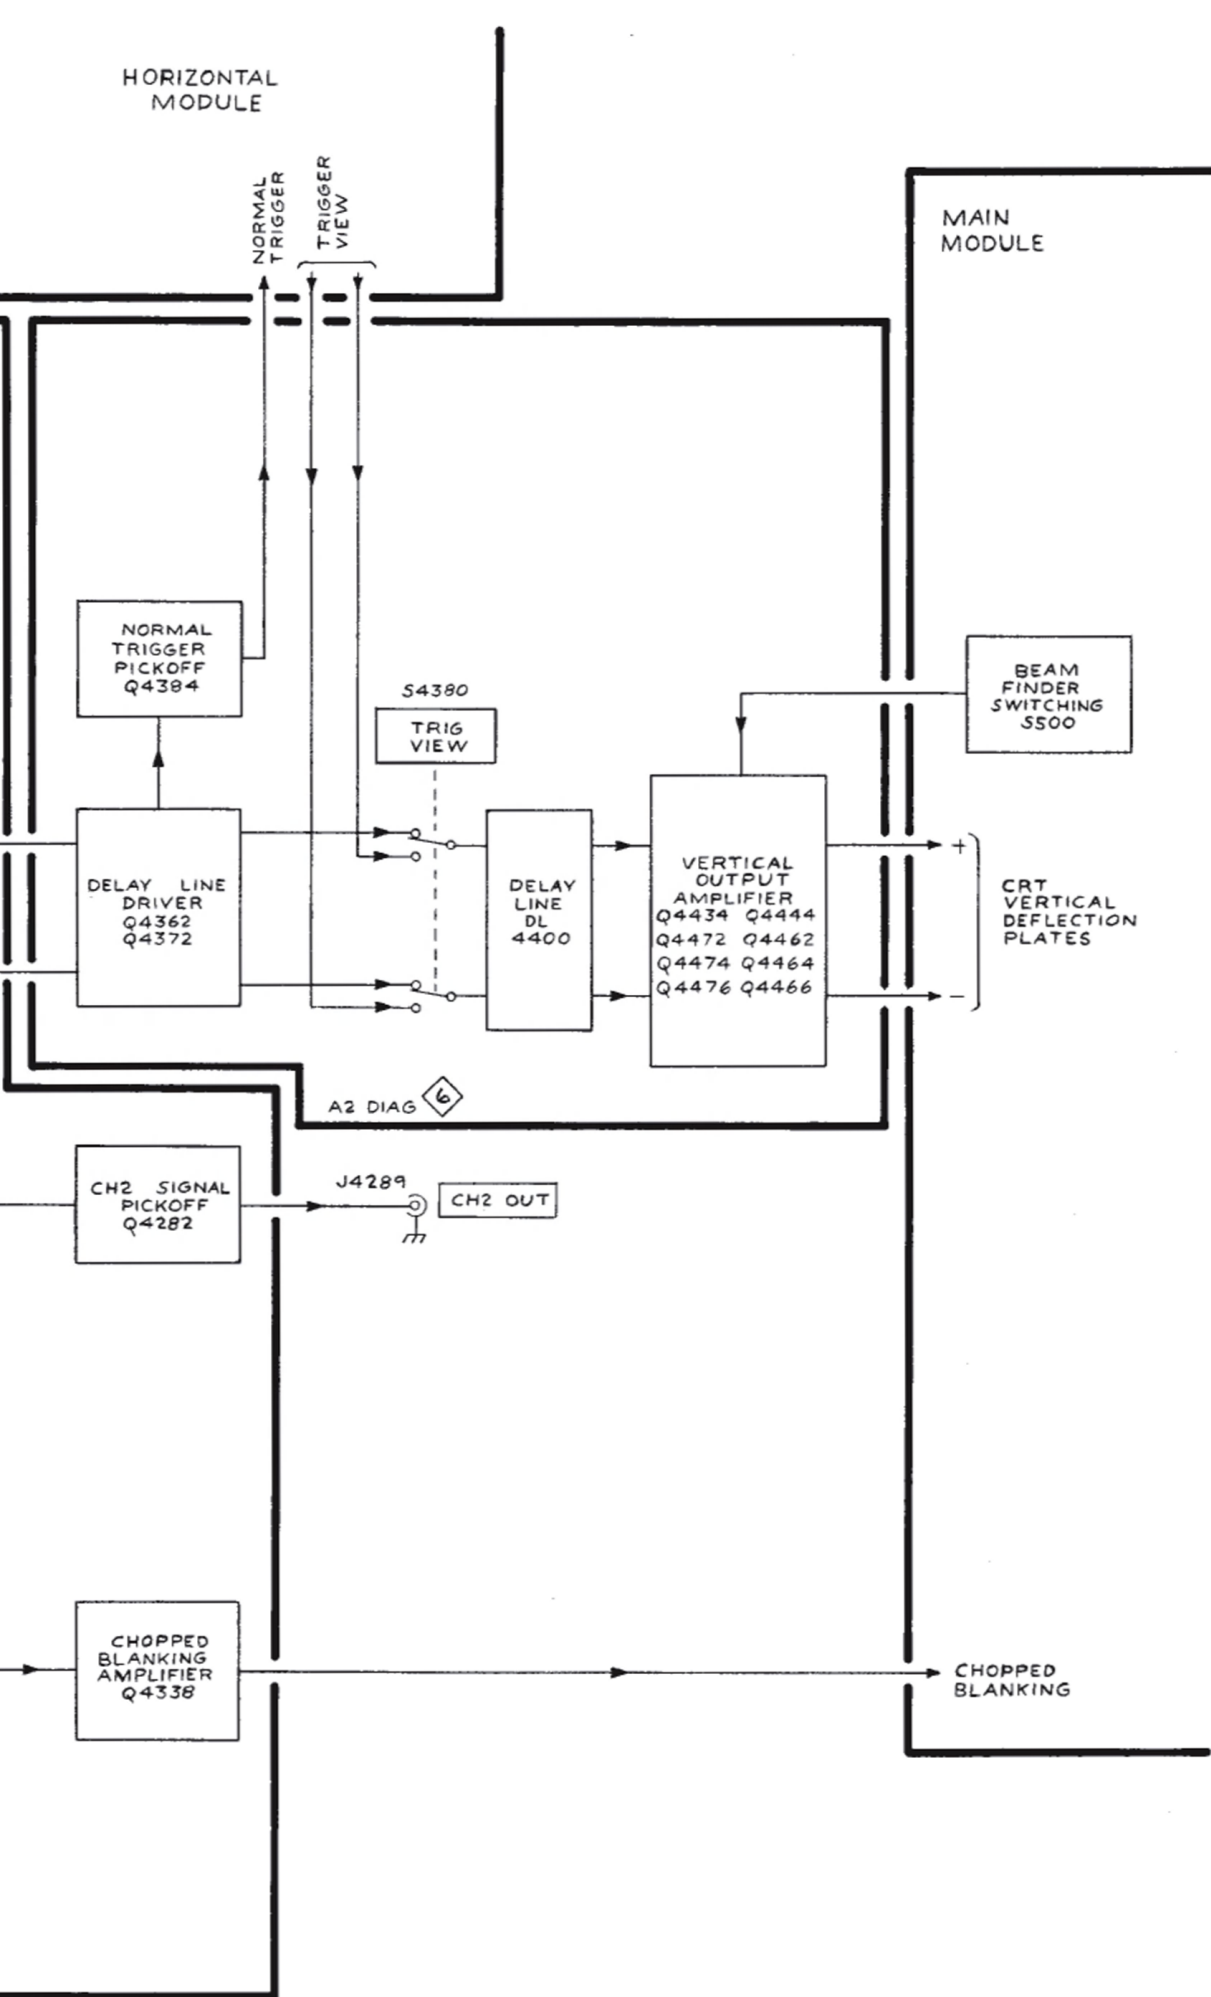 HORIZONTAL
MODULE
NORMAL
TRIGGER
TRIGGER
VIEW
MAIN
MODULE
NORMAL
TRIGGER
PICKOFF
Q4384
S4380
TRIG
VIEW
BEAM
FINDER
SWITCHING
S500
DELAY LINE
DRIVER
Q4362
Q4372
DELAY
LINE
DL
4400
VERTICAL
OUTPUT
AMPLIFIER
Q4434 Q4444
Q4472 Q4462
Q4474 Q4464
Q4476 Q4466
+
−
CRT
VERTICAL
DEFLECTION
PLATES
A2 DIAG 6
CH2 SIGNAL
PICKOFF
Q4282
J4289
CH2 OUT
CHOPPED
BLANKING
AMPLIFIER
Q4338
CHOPPED
BLANKING